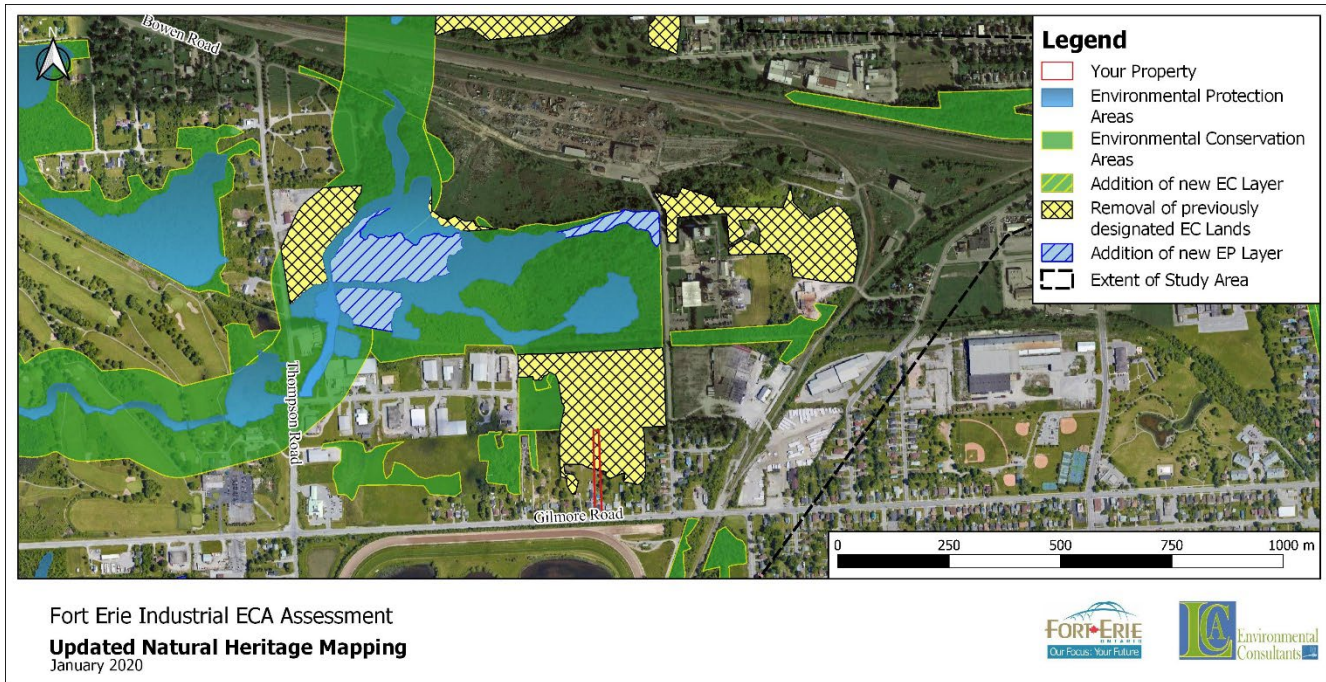 Bowen Road
N
Thompson Road
Gilmore Road
Legend
Your Property
Environmental Protection
Areas
Environmental Conservation
Areas
Addition of new EC Layer
Removal of previously
designated EC Lands
Addition of new EP Layer
Extent of Study Area
0 250 500 750 1000 m
Fort Erie Industrial ECA Assessment
Updated Natural Heritage Mapping
January 2020
FORT ERIE
ONTARIO
Our Focus: Your Future
LCA
Environmental
Consultants